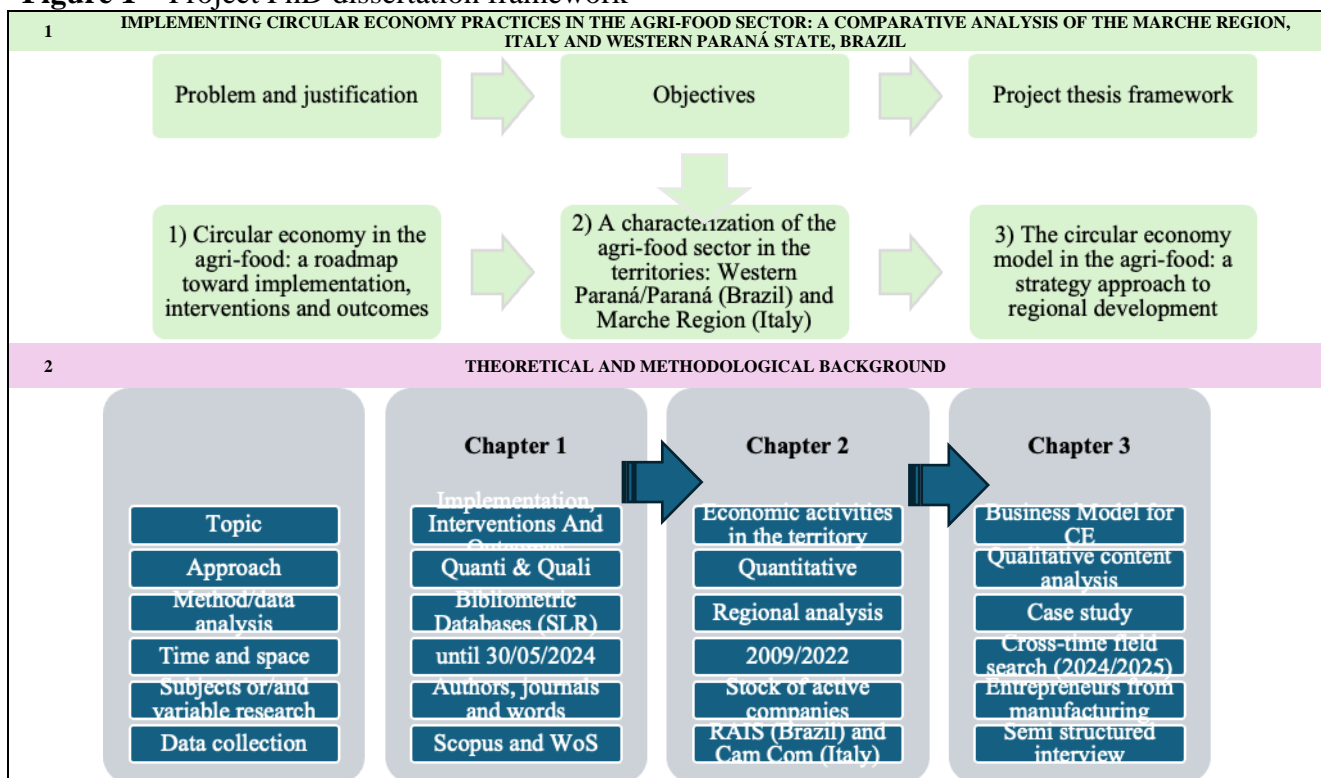 Figure 1 - Project PhD dissertation framework
1
IMPLEMENTING CIRCULAR ECONOMY PRACTICES IN THE AGRI-FOOD SECTOR: A COMPARATIVE ANALYSIS OF THE MARCHE REGION,
ITALY AND WESTERN PARANÁ STATE, BRAZIL
Problem and justification
Objectives
Project thesis framework
1) Circular economy in the
agri-food: a roadmap
toward implementation,
interventions and outcomes
2) A characterization of the
agri-food sector in the
territories: Western
Paraná/Paraná (Brazil) and
Marche Region (Italy)
3) The circular economy
model in the agri-food: a
strategy approach to
regional development
2
THEORETICAL AND METHODOLOGICAL BACKGROUND
Topic
Approach
Method/data
analysis
Time and space
Subjects or/and
variable research
Data collection
Chapter 1
Implementation,
Interventions And
Outcomes
Quanti & Quali
Bibliometric
Databases (SLR)
until 30/05/2024
Authors, journals
and words
Scopus and WoS
Chapter 2
Economic activities
in the territory
Quantitative
Regional analysis
2009/2022
Stock of active
companies
RAIS (Brazil) and
Cam Com (Italy)
Chapter 3
Business Model for
CE
Qualitative content
analysis
Case study
Cross-time field
search (2024/2025)
Entrepreneurs from
manufacturing
Semi structured
interview